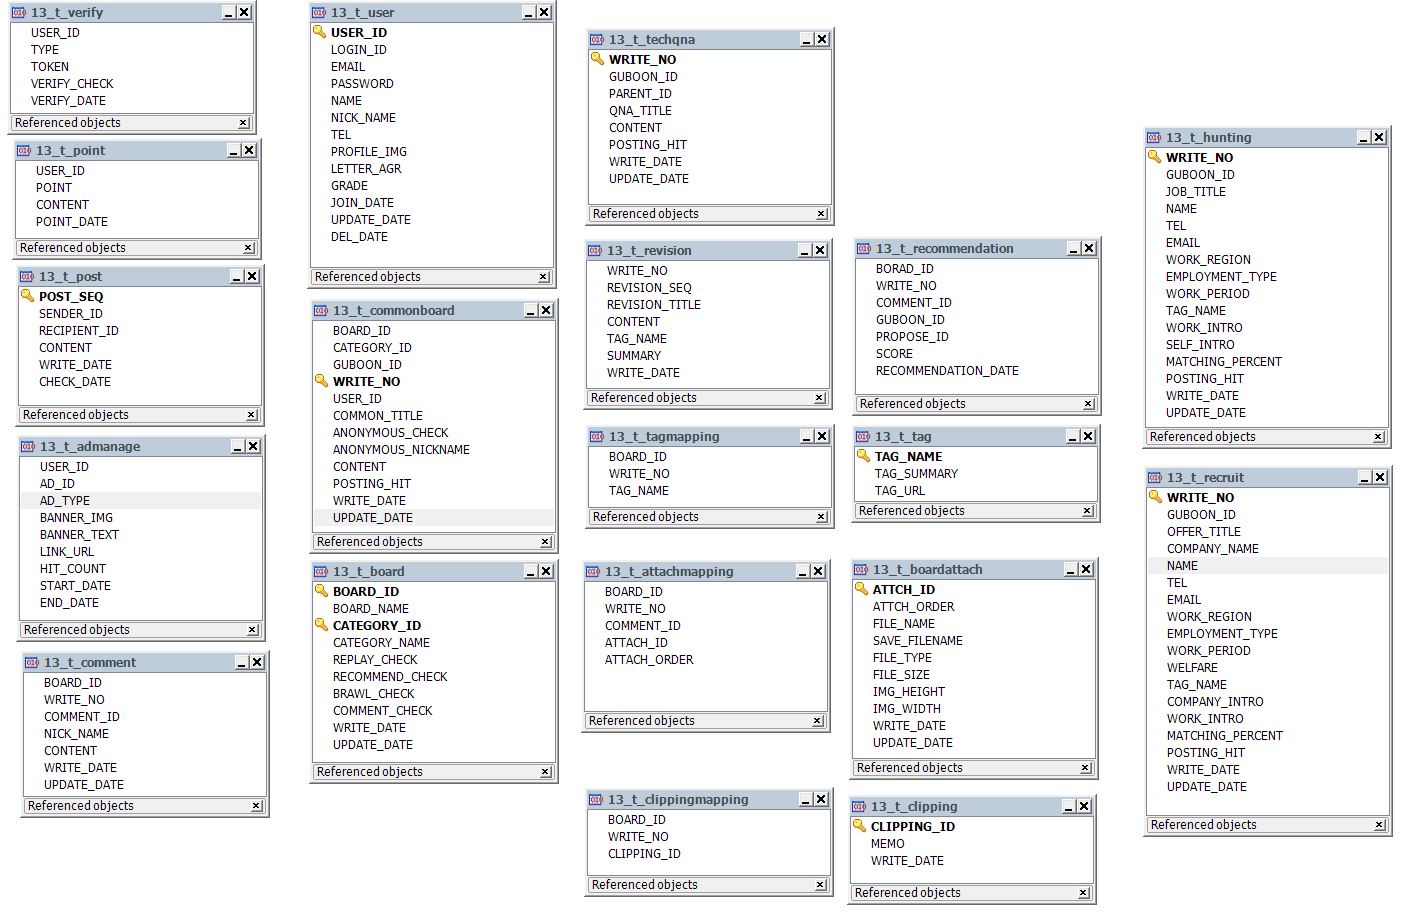 13_t_verify
USER_ID
TYPE
TOKEN
VERIFY_CHECK
VERIFY_DATE
Referenced objects
13_t_point
USER_ID
POINT
CONTENT
POINT_DATE
Referenced objects
13_t_post
POST_SEQ
SENDER_ID
RECIPIENT_ID
CONTENT
WRITE_DATE
CHECK_DATE
Referenced objects
13_t_admanage
USER_ID
AD_ID
AD_TYPE
BANNER_IMG
BANNER_TEXT
LINK_URL
HIT_COUNT
START_DATE
END_DATE
Referenced objects
13_t_comment
BOARD_ID
WRITE_NO
COMMENT_ID
NICK_NAME
CONTENT
WRITE_DATE
UPDATE_DATE
Referenced objects
13_t_user
USER_ID
LOGIN_ID
EMAIL
PASSWORD
NAME
NICK_NAME
TEL
PROFILE_IMG
LETTER_AGR
GRADE
JOIN_DATE
UPDATE_DATE
DEL_DATE
Referenced objects
13_t_commonboard
BOARD_ID
CATEGORY_ID
GUBOON_ID
WRITE_NO
USER_ID
COMMON_TITLE
ANONYMOUS_CHECK
ANONYMOUS_NICKNAME
CONTENT
POSTING_HIT
WRITE_DATE
UPDATE_DATE
Referenced objects
13_t_board
BOARD_ID
BOARD_NAME
CATEGORY_ID
CATEGORY_NAME
REPLAY_CHECK
RECOMMEND_CHECK
BRAWL_CHECK
COMMENT_CHECK
WRITE_DATE
UPDATE_DATE
Referenced objects
13_t_techqna
WRITE_NO
GUBOON_ID
PARENT_ID
QNA_TITLE
CONTENT
POSTING_HIT
WRITE_DATE
UPDATE_DATE
Referenced objects
13_t_revision
WRITE_NO
REVISION_SEQ
REVISION_TITLE
CONTENT
TAG_NAME
SUMMARY
WRITE_DATE
Referenced objects
13_t_tagmapping
BOARD_ID
WRITE_NO
TAG_NAME
Referenced objects
13_t_attachmapping
BOARD_ID
WRITE_NO
COMMENT_ID
ATTACH_ID
ATTACH_ORDER
Referenced objects
13_t_clippingmapping
BOARD_ID
WRITE_NO
CLIPPING_ID
Referenced objects
13_t_recommendation
BORAD_ID
WRITE_NO
COMMENT_ID
GUBOON_ID
PROPOSE_ID
SCORE
RECOMMENDATION_DATE
Referenced objects
13_t_tag
TAG_NAME
TAG_SUMMARY
TAG_URL
Referenced objects
13_t_boardattach
ATTCH_ID
ATTCH_ORDER
FILE_NAME
SAVE_FILENAME
FILE_TYPE
FILE_SIZE
IMG_HEIGHT
IMG_WIDTH
WRITE_DATE
UPDATE_DATE
Referenced objects
13_t_clipping
CLIPPING_ID
MEMO
WRITE_DATE
Referenced objects
13_t_hunting
WRITE_NO
GUBOON_ID
JOB_TITLE
NAME
TEL
EMAIL
WORK_REGION
EMPLOYMENT_TYPE
WORK_PERIOD
TAG_NAME
WORK_INTRO
SELF_INTRO
MATCHING_PERCENT
POSTING_HIT
WRITE_DATE
UPDATE_DATE
Referenced objects
13_t_recruit
WRITE_NO
GUBOON_ID
OFFER_TITLE
COMPANY_NAME
NAME
TEL
EMAIL
WORK_REGION
EMPLOYMENT_TYPE
WORK_PERIOD
WELFARE
TAG_NAME
COMPANY_INTRO
WORK_INTRO
MATCHING_PERCENT
POSTING_HIT
WRITE_DATE
UPDATE_DATE
Referenced objects